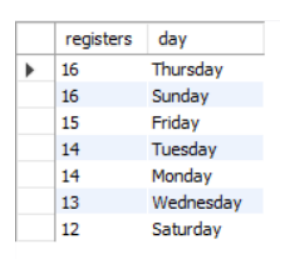 registers day
16 Thursday
16 Sunday
15 Friday
14 Tuesday
14 Monday
13 Wednesday
12 Saturday